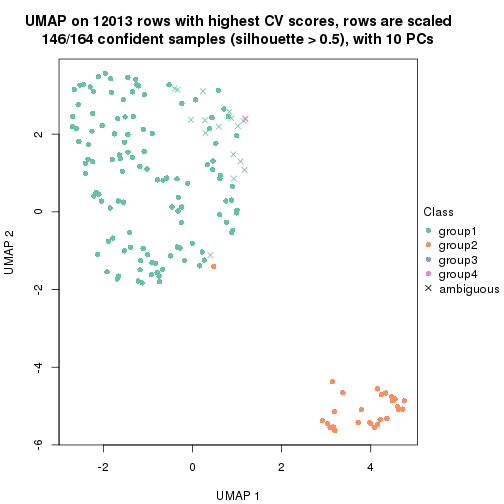 UMAP on 12013 rows with highest CV scores, rows are scaled
146/164 confident samples (silhouette > 0.5), with 10 PCs
2
0
-2
-4
-6
UMAP 2
-2
0
2
4
UMAP 1
Class
group1
group2
group3
group4
ambiguous